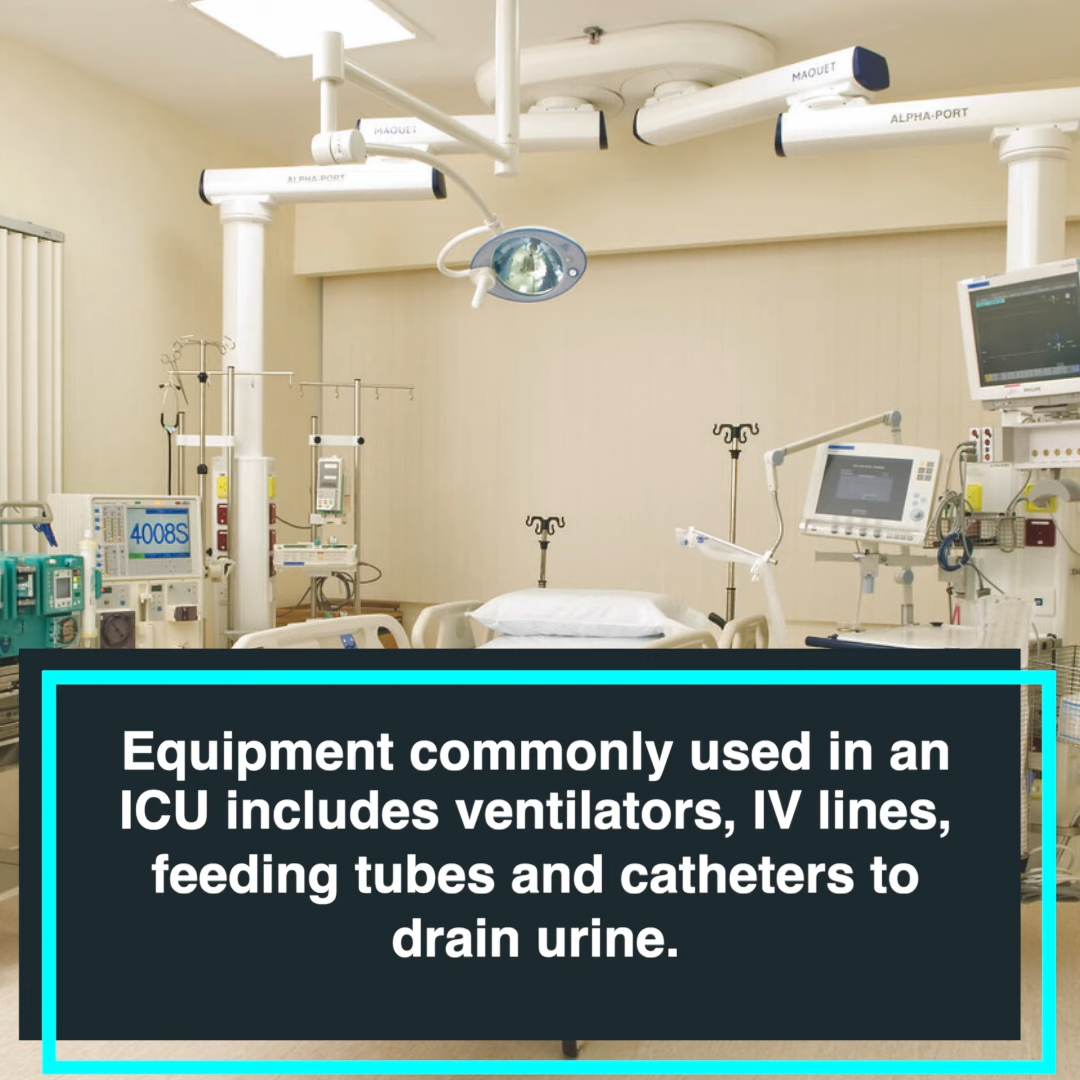 MAQUET
MAQUET
ALPHA-PORT
ALPHA-PORT
PHILIPS
4008S
Equipment commonly used in an
ICU includes ventilators, IV lines,
feeding tubes and catheters to
drain urine.